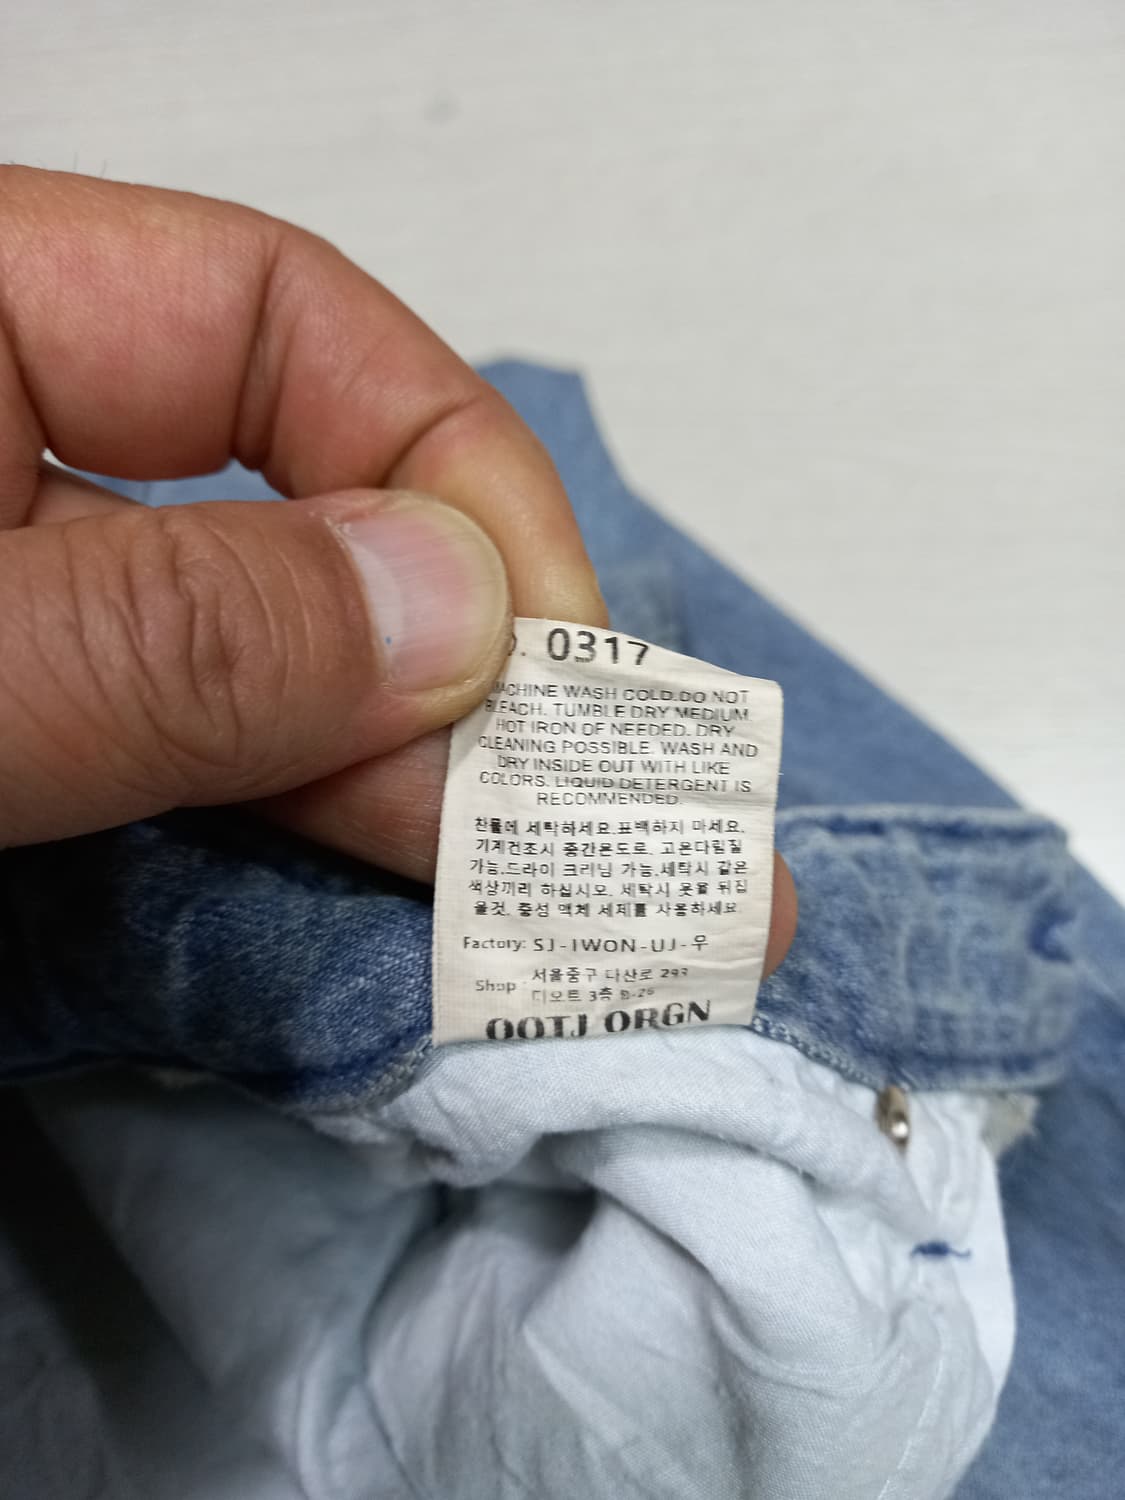 . 0317
MACHINE WASH COLD.DO NOT
BLEACH. TUMBLE DRY MEDIUM.
HOT IRON OF NEEDED. DRY
CLEANING POSSIBLE. WASH AND
DRY INSIDE OUT WITH LIKE
COLORS. LIQUID DETERGENT IS
RECOMMENDED.
찬물에 세탁하세요.표백하지 마세요.
기계건조시 중간온도로. 고온다림질
가능.드라이 크리닝 가능.세탁시 같은
색상끼리 하십시오. 세탁시 옷을 뒤집
을것. 중성 액체 세제를 사용하세요.
Factory: SJ-IWON-UJ-우
Shop : 서울중구 다산로 293
디오트 3층 B-26
OOTJ ORGN